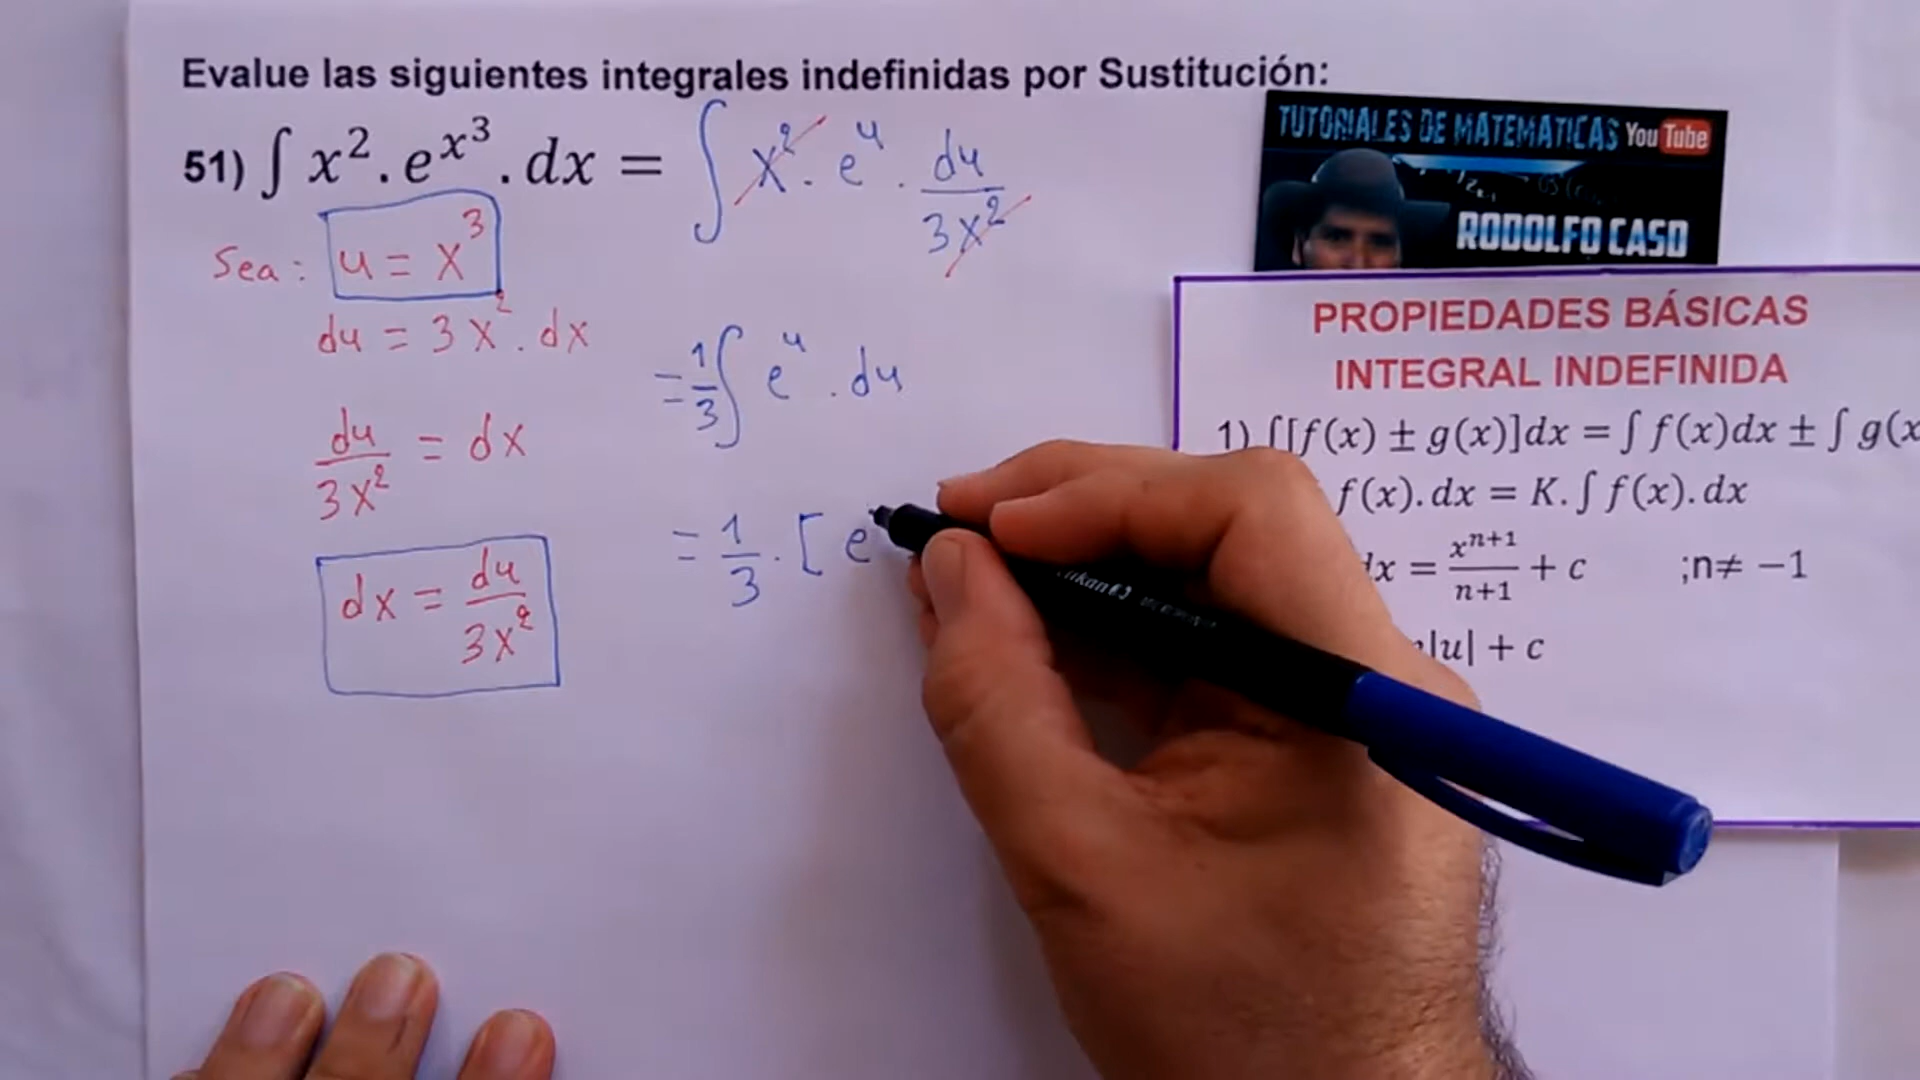 Evalue las siguientes integrales indefinidas por Sustitución:
51) ∫ x². e^{x³}. dx = ∫ x². e^u . du/3x²
Sea: u = x³
du = 3x². dx
du/3x² = dx
dx = du/3x²
= 1/3 ∫ e^u . du
= 1/3 . [ e
TUTORIALES DE MATEMATICAS YouTube
RODOLFO CASO
PROPIEDADES BÁSICAS
INTEGRAL INDEFINIDA
1) ∫[f(x) ± g(x)]dx = ∫ f(x)dx ± ∫ g(x
f(x). dx = K. ∫ f(x). dx
dx = x^{n+1}/n+1 + c ;n≠ −1
|u| + c